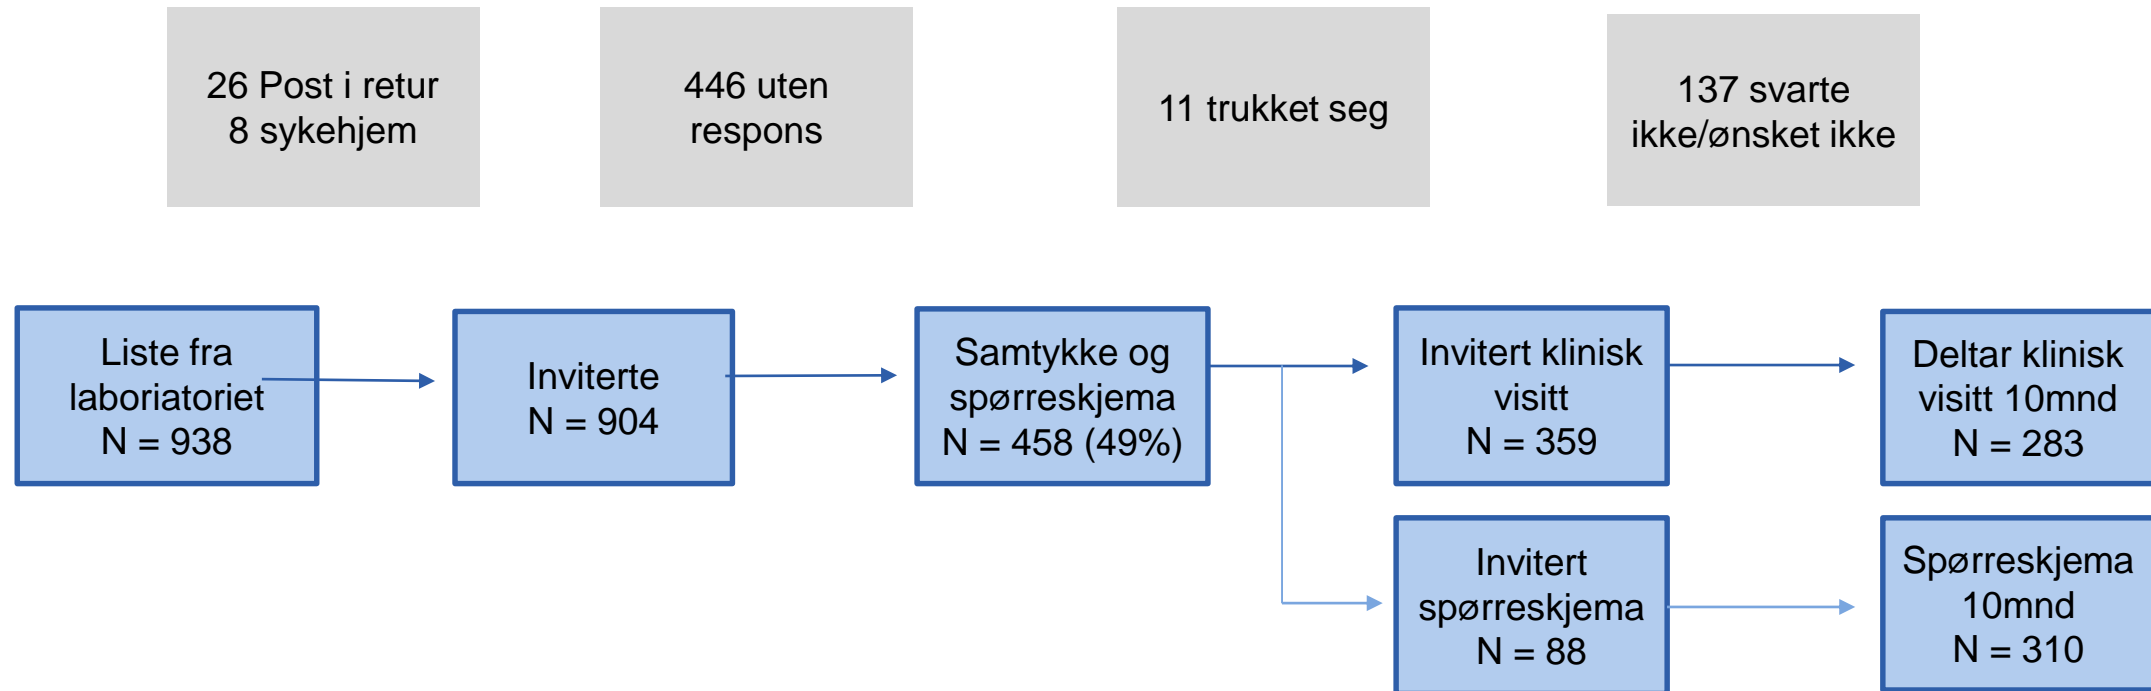 26 Post i retur
8 sykehjem
446 uten
respons
11 trukket seg
137 svarte
ikke/ønsket ikke
Liste fra
laboriatoriet
N = 938
Inviterte
N = 904
Samtykke og
spørreskjema
N = 458 (49%)
Invitert klinisk
visitt
N = 359
Deltar klinisk
visitt 10mnd
N = 283
Invitert
spørreskjema
N = 88
Spørreskjema
10mnd
N = 310